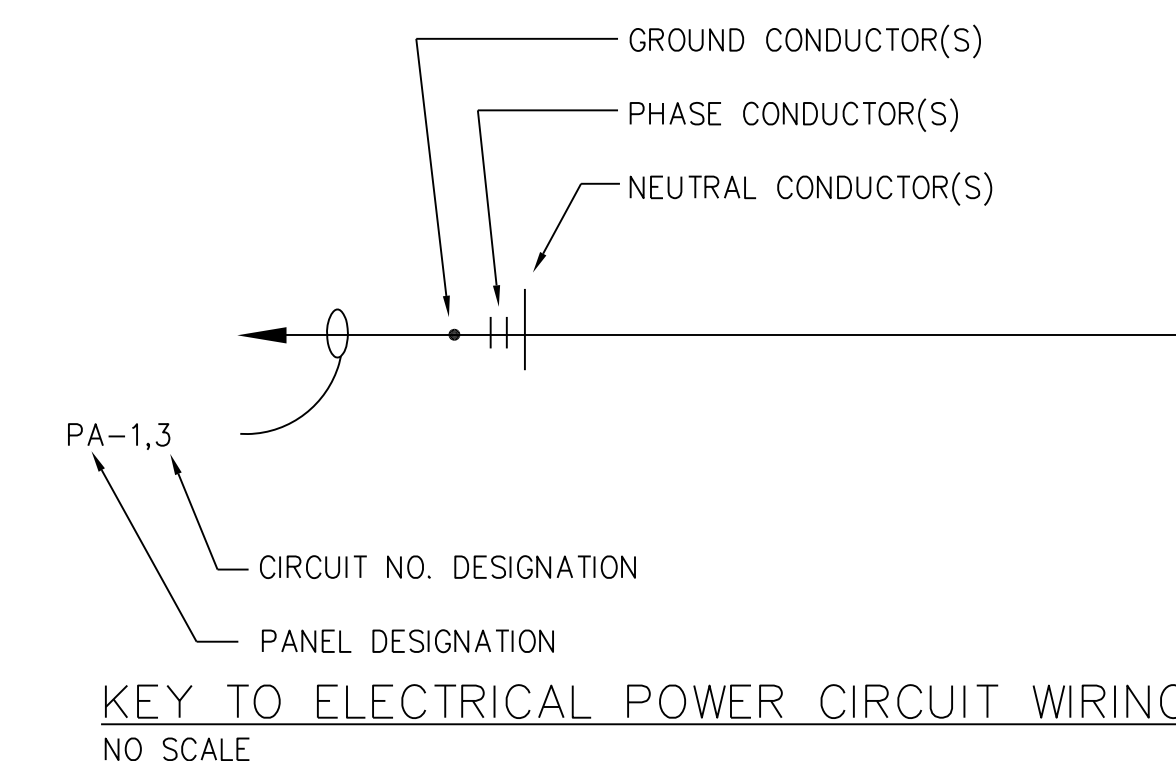 GROUND CONDUCTOR(S)
PHASE CONDUCTOR(S)
NEUTRAL CONDUCTOR(S)
PA-1,3
CIRCUIT NO. DESIGNATION
PANEL DESIGNATION
KEY TO ELECTRICAL POWER CIRCUIT WIRING
NO SCALE